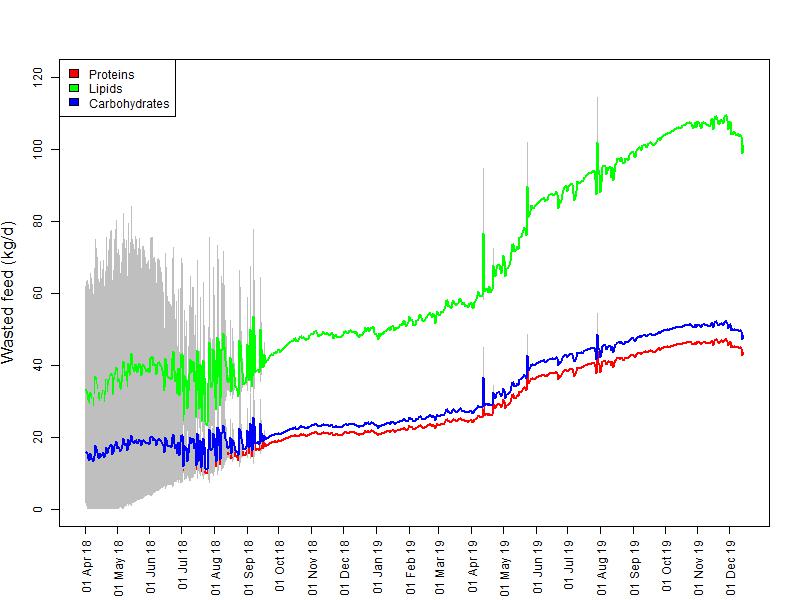 Proteins
Lipids
Carbohydrates
Wasted feed (kg/d)
120
100
80
60
40
20
0
01 Apr 18
01 May 18
01 Jun 18
01 Jul 18
01 Aug 18
01 Sep 18
01 Oct 18
01 Nov 18
01 Dec 18
01 Jan 19
01 Feb 19
01 Mar 19
01 Apr 19
01 May 19
01 Jun 19
01 Jul 19
01 Aug 19
01 Sep 19
01 Oct 19
01 Nov 19
01 Dec 19